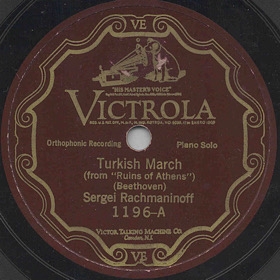 VE
"HIS MASTER'S VOICE"
VICTROLA
Orthophonic Recording
Piano Solo
Turkish March
(from "Ruins of Athens")
(Beethoven)
Sergei Rachmaninoff
1196-A
VICTOR TALKING MACHINE CO.
Camden, N.J.
VE